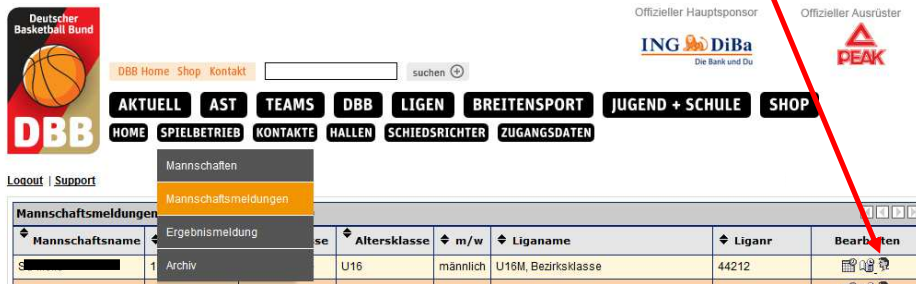 Deutscher
Basketball Bund
DBB
Offizieller Hauptsponsor
Offizieller Ausrüster
ING DiBa
Die Bank und Du
PEAK
DBB Home Shop Kontakt
suchen
AKTUELL AST TEAMS DBB LIGEN BREITENSPORT JUGEND + SCHULE SHOP
HOME SPIELBETRIEB KONTAKTE HALLEN SCHIEDSRICHTER ZUGANGSDATEN
Mannschaften
Mannschaftsmeldungen
Ergebnismeldung
Archiv
Logout | Support
Mannschaftsmeldungen
Mannschaftsname Altersklasse m/w Liganame Liganr Bearbeiten
U16 männlich U16M, Bezirksklasse 44212